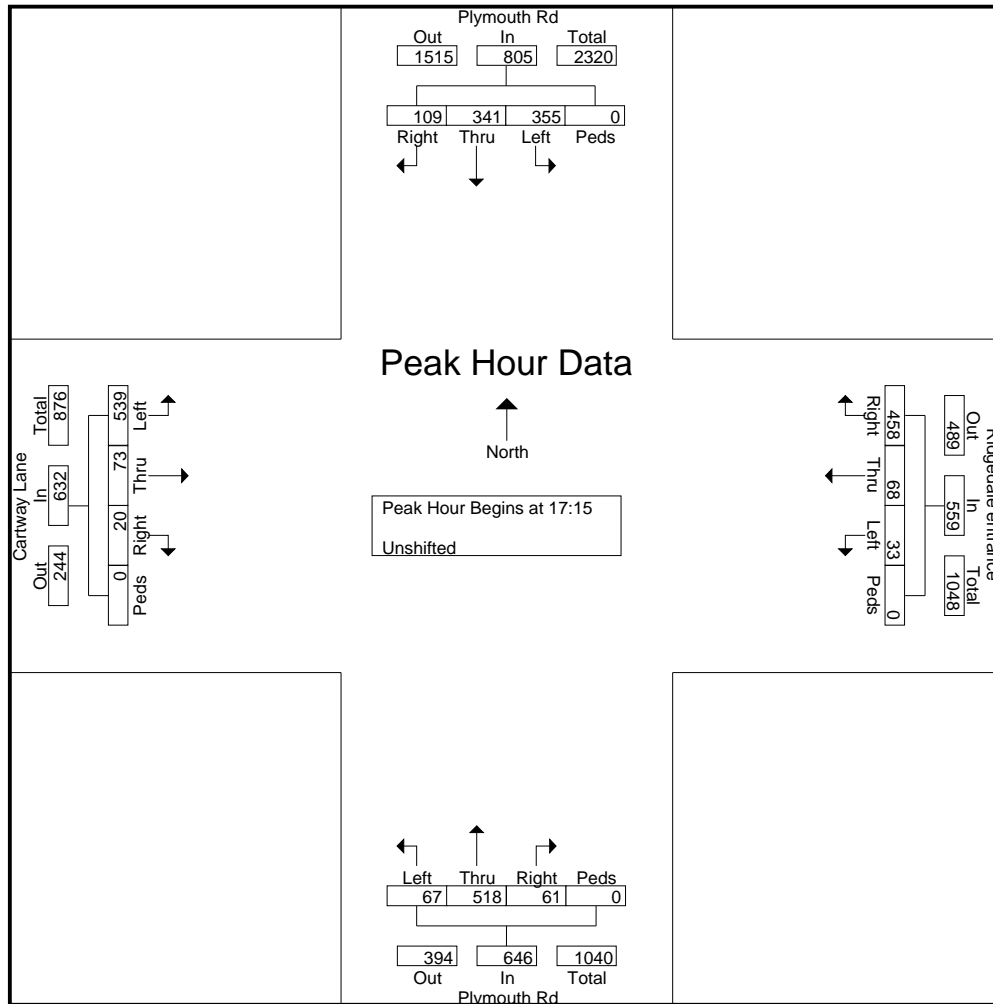 Plymouth Rd
Out In Total
1515 805 2320
109 341 355 0
Right Thru Left Peds
Peak Hour Data
North
Peak Hour Begins at 17:15
Unshifted
Cartway Lane
Out In Total
244 632 876
539 73 20 0
Left Thru Right Peds
Ridgedale entrance
Out In Total
489 559 1048
458 68 33 0
Right Thru Left Peds
Left Thru Right Peds
67 518 61 0
394 646 1040
Out In Total
Plymouth Rd